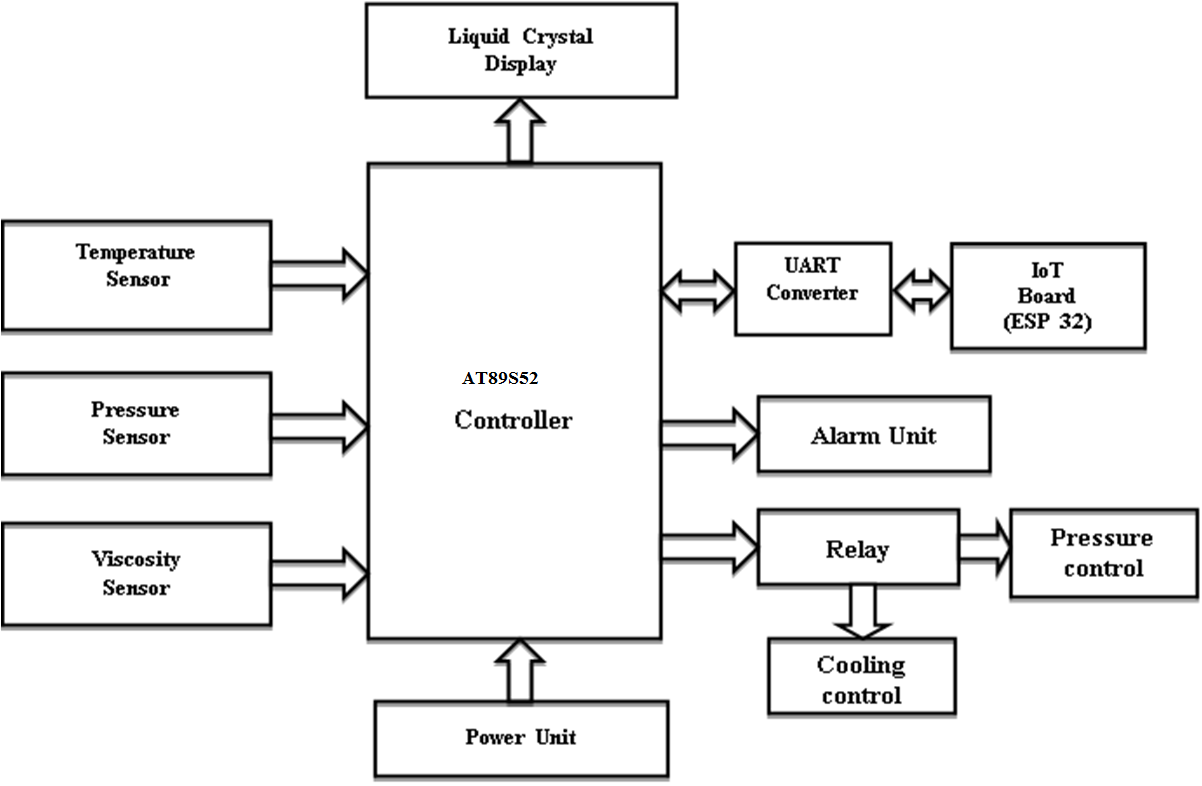 Liquid Crystal
Display
Temperature
Sensor
UART
Converter
IoT
Board
(ESP 32)
AT89S52
Controller
Pressure
Sensor
Alarm Unit
Viscosity
Sensor
Relay
Pressure
control
Cooling
control
Power Unit